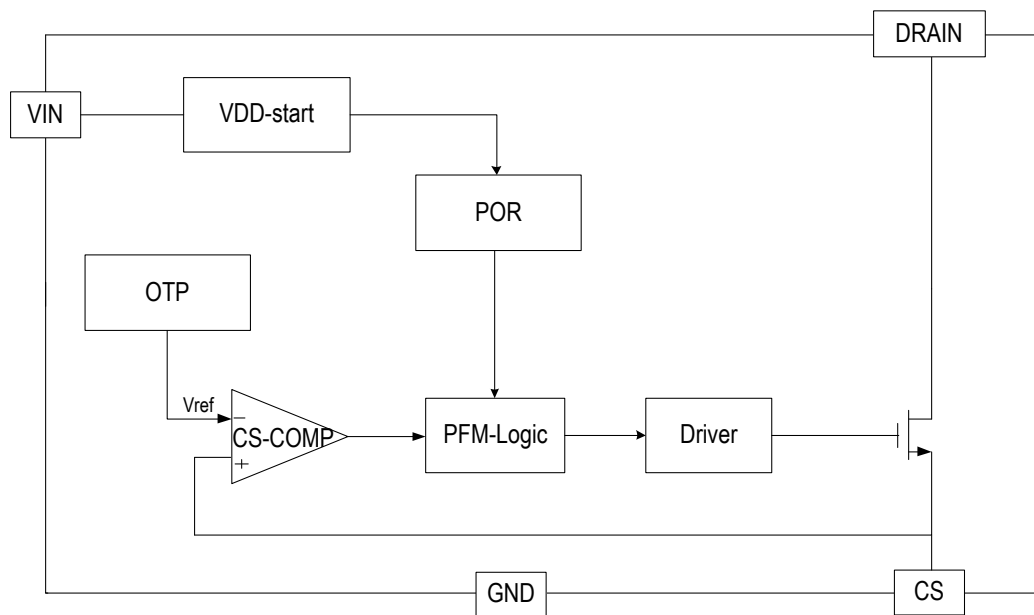 DRAIN
VIN
VDD-start
POR
OTP
Vref
−
CS-COMP
+
PFM-Logic
Driver
GND
CS